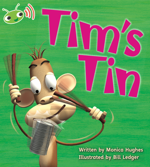 Tim's
Tin
Written by Monica Hughes
Illustrated by Bill Ledger